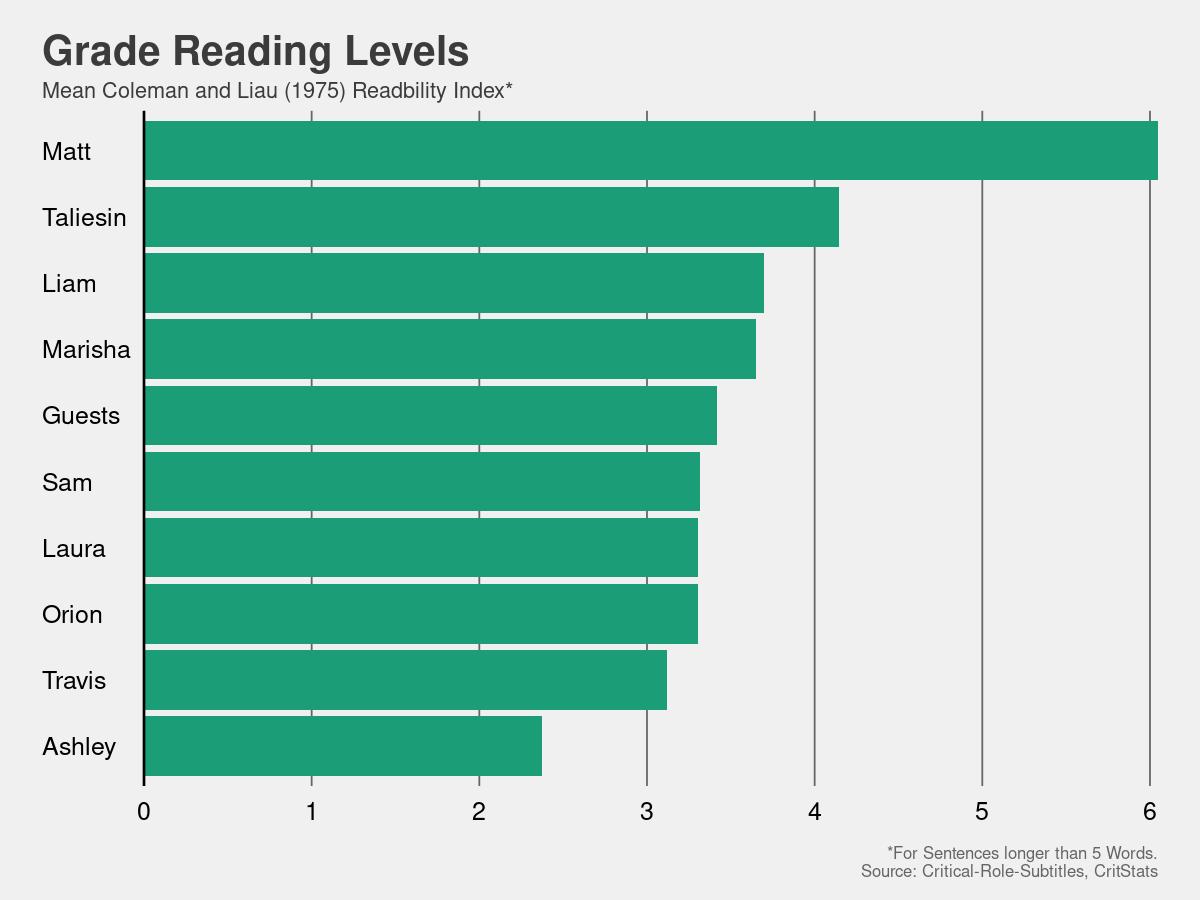 Grade Reading Levels
Mean Coleman and Liau (1975) Readbility Index*
Matt
Taliesin
Liam
Marisha
Guests
Sam
Laura
Orion
Travis
Ashley
0 1 2 3 4 5 6
*For Sentences longer than 5 Words.
Source: Critical-Role-Subtitles, CritStats